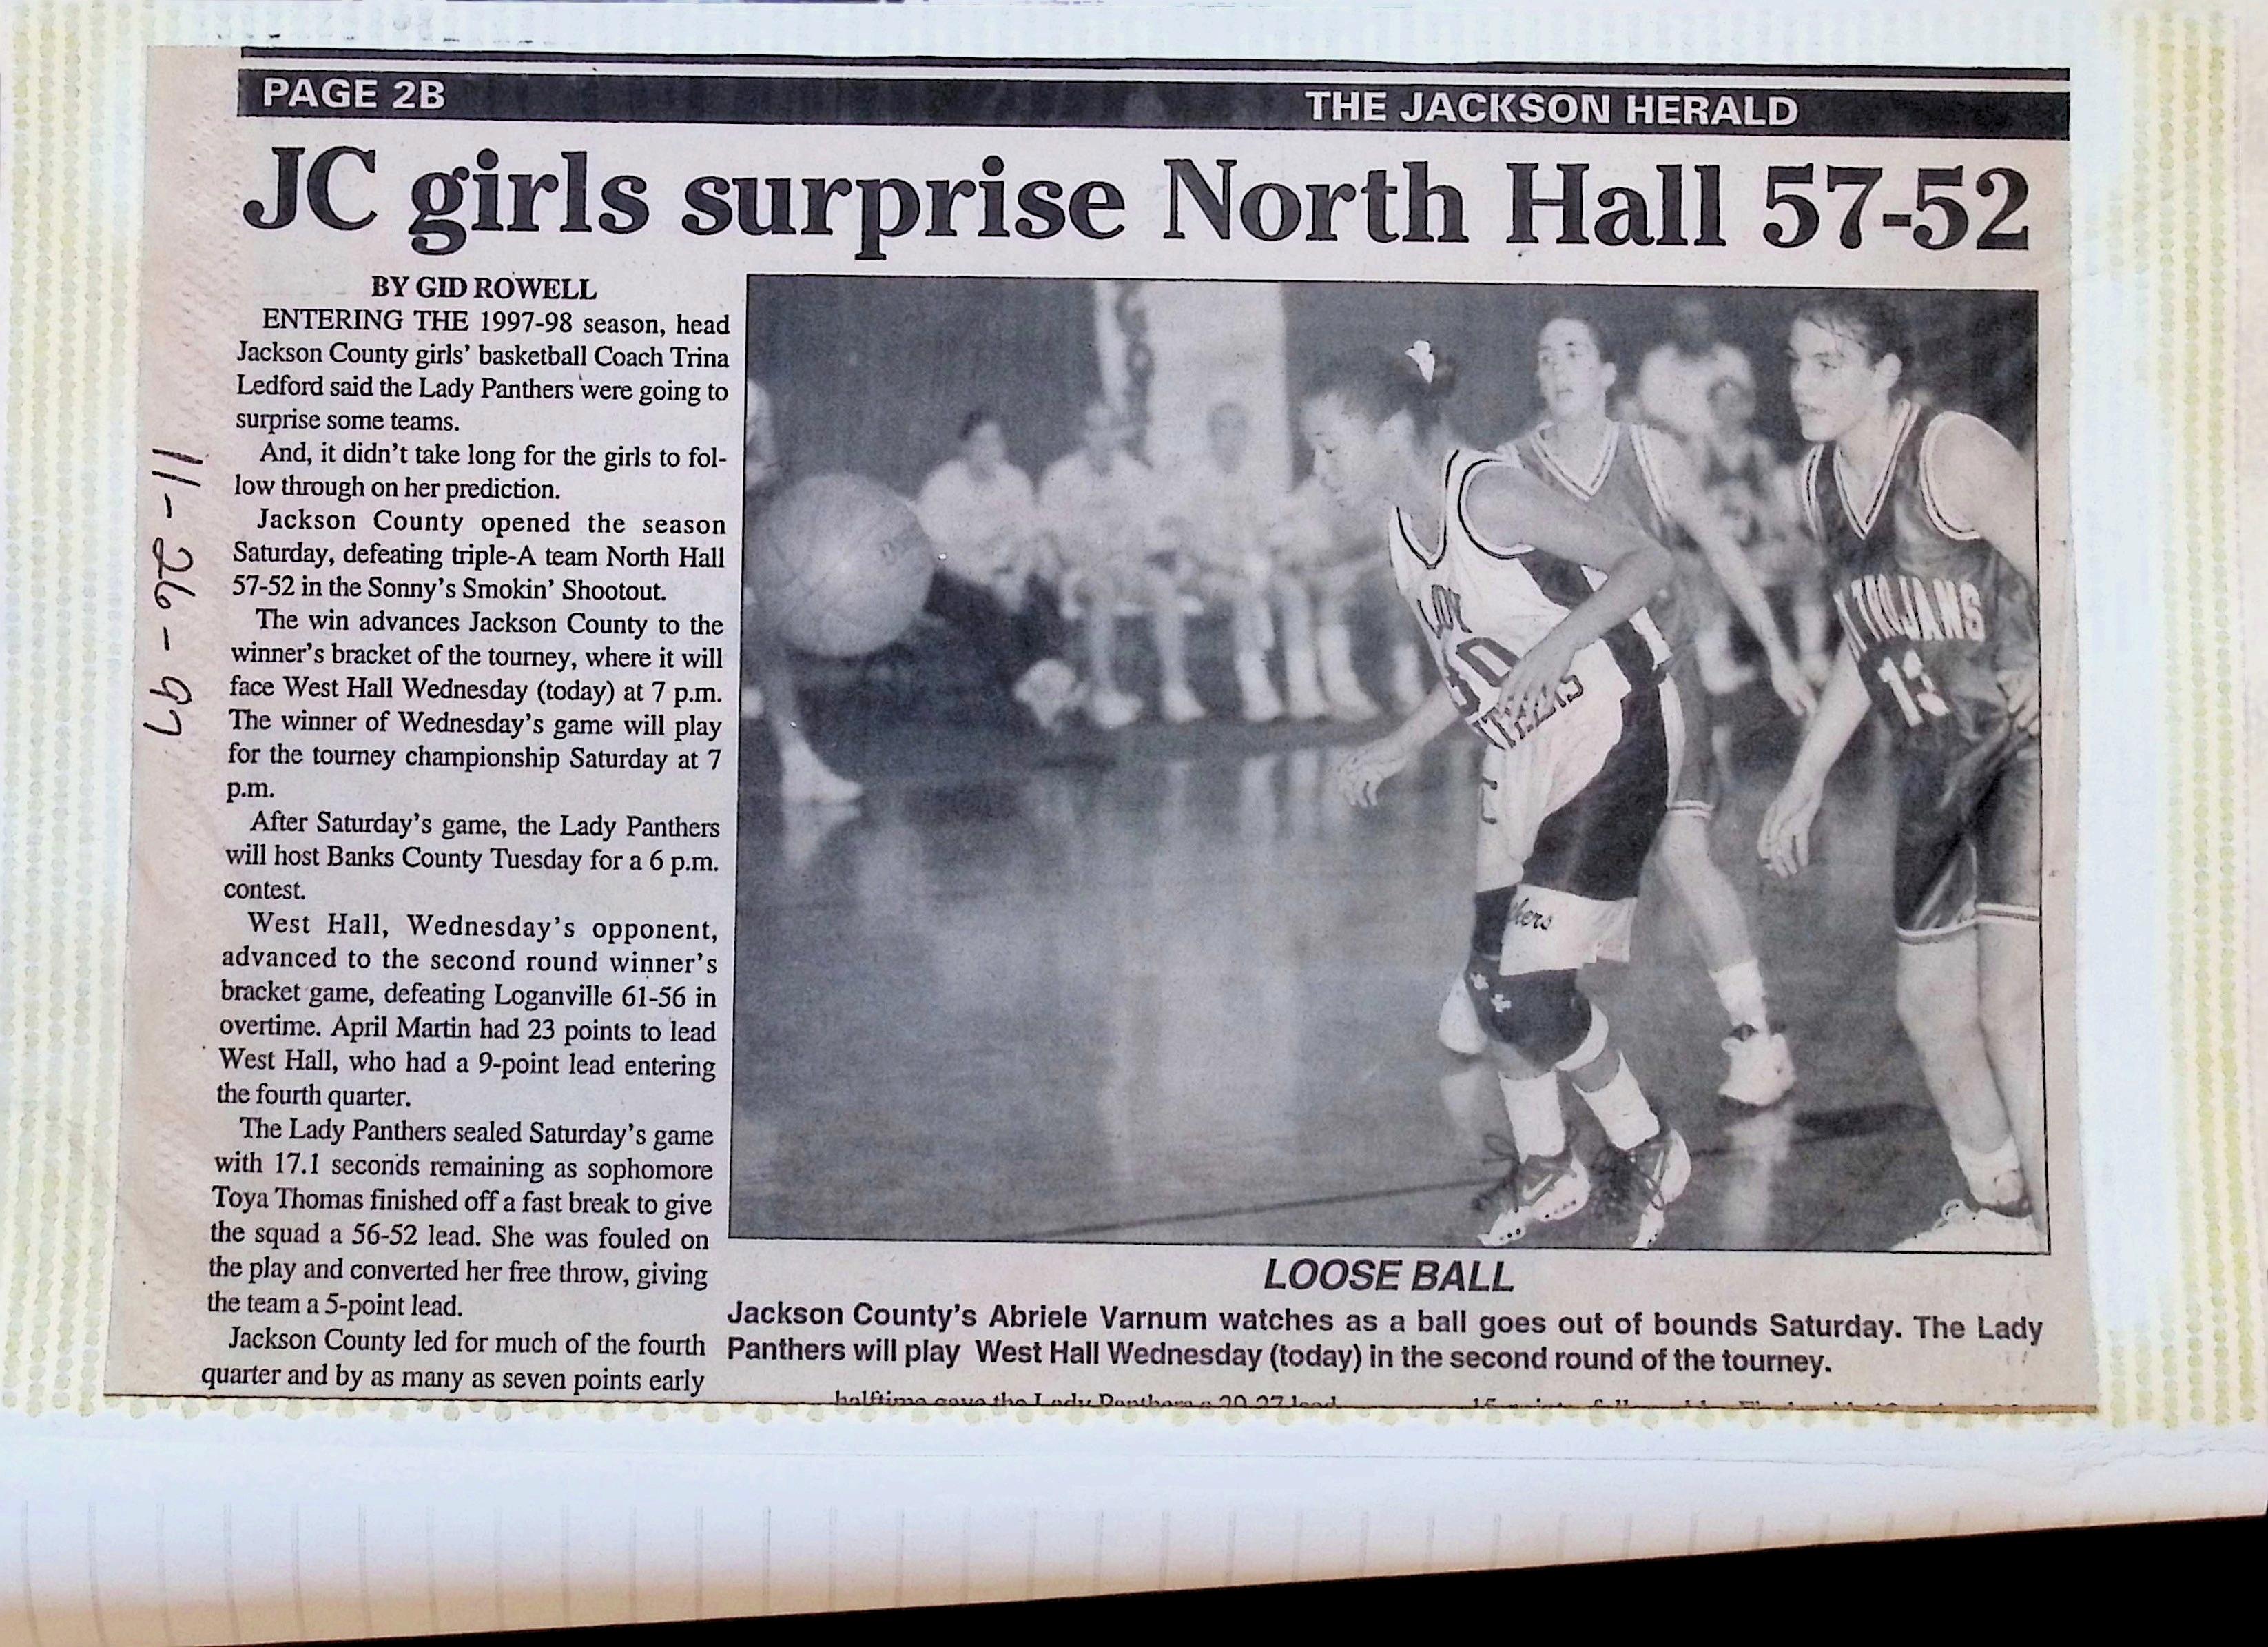 PAGE 2B
THE JACKSON HERALD
JC girls surprise North Hall 57-52
BY GID ROWELL
ENTERING THE 1997-98 season, head
Jackson County girls' basketball Coach Trina
Ledford said the Lady Panthers were going to
surprise some teams.
And, it didn't take long for the girls to fol-
low through on her prediction.
Jackson County opened the season
Saturday, defeating triple-A team North Hall
57-52 in the Sonny's Smokin' Shootout.
The win advances Jackson County to the
winner's bracket of the tourney, where it will
face West Hall Wednesday (today) at 7 p.m.
The winner of Wednesday's game will play
for the tourney championship Saturday at 7
p.m.
After Saturday's game, the Lady Panthers
will host Banks County Tuesday for a 6 p.m.
contest.
West Hall, Wednesday's opponent,
advanced to the second round winner's
bracket game, defeating Loganville 61-56 in
overtime. April Martin had 23 points to lead
West Hall, who had a 9-point lead entering
the fourth quarter.
The Lady Panthers sealed Saturday's game
with 17.1 seconds remaining as sophomore
Toya Thomas finished off a fast break to give
the squad a 56-52 lead. She was fouled on
the play and converted her free throw, giving
the team a 5-point lead.
Jackson County led for much of the fourth
quarter and by as many as seven points early
11-26-97
TROJANS
13
LOOSE BALL
Jackson County's Abriele Varnum watches as a ball goes out of bounds Saturday. The Lady
Panthers will play West Hall Wednesday (today) in the second round of the tourney.
halftime gave the Lady Panthers a